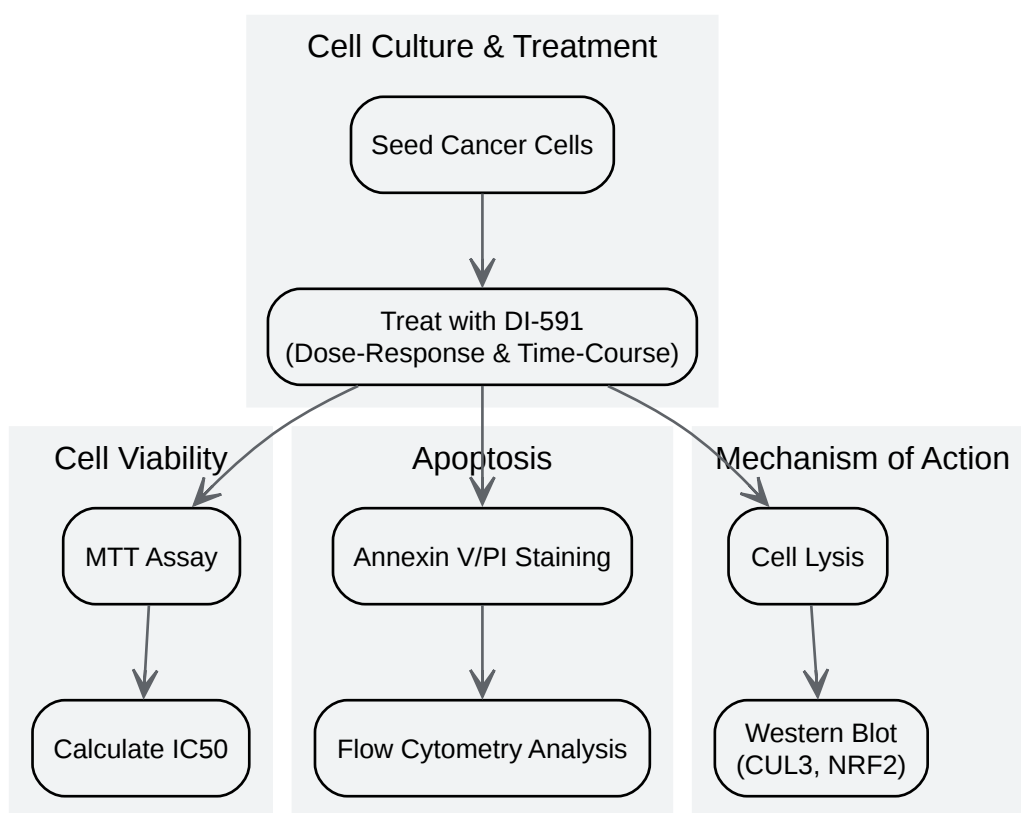 Cell Culture & Treatment
Seed Cancer Cells
Treat with DI-591
(Dose-Response & Time-Course)
Cell Viability
Apoptosis
Mechanism of Action
MTT Assay
Annexin V/PI Staining
Cell Lysis
Calculate IC50
Flow Cytometry Analysis
Western Blot
(CUL3, NRF2)